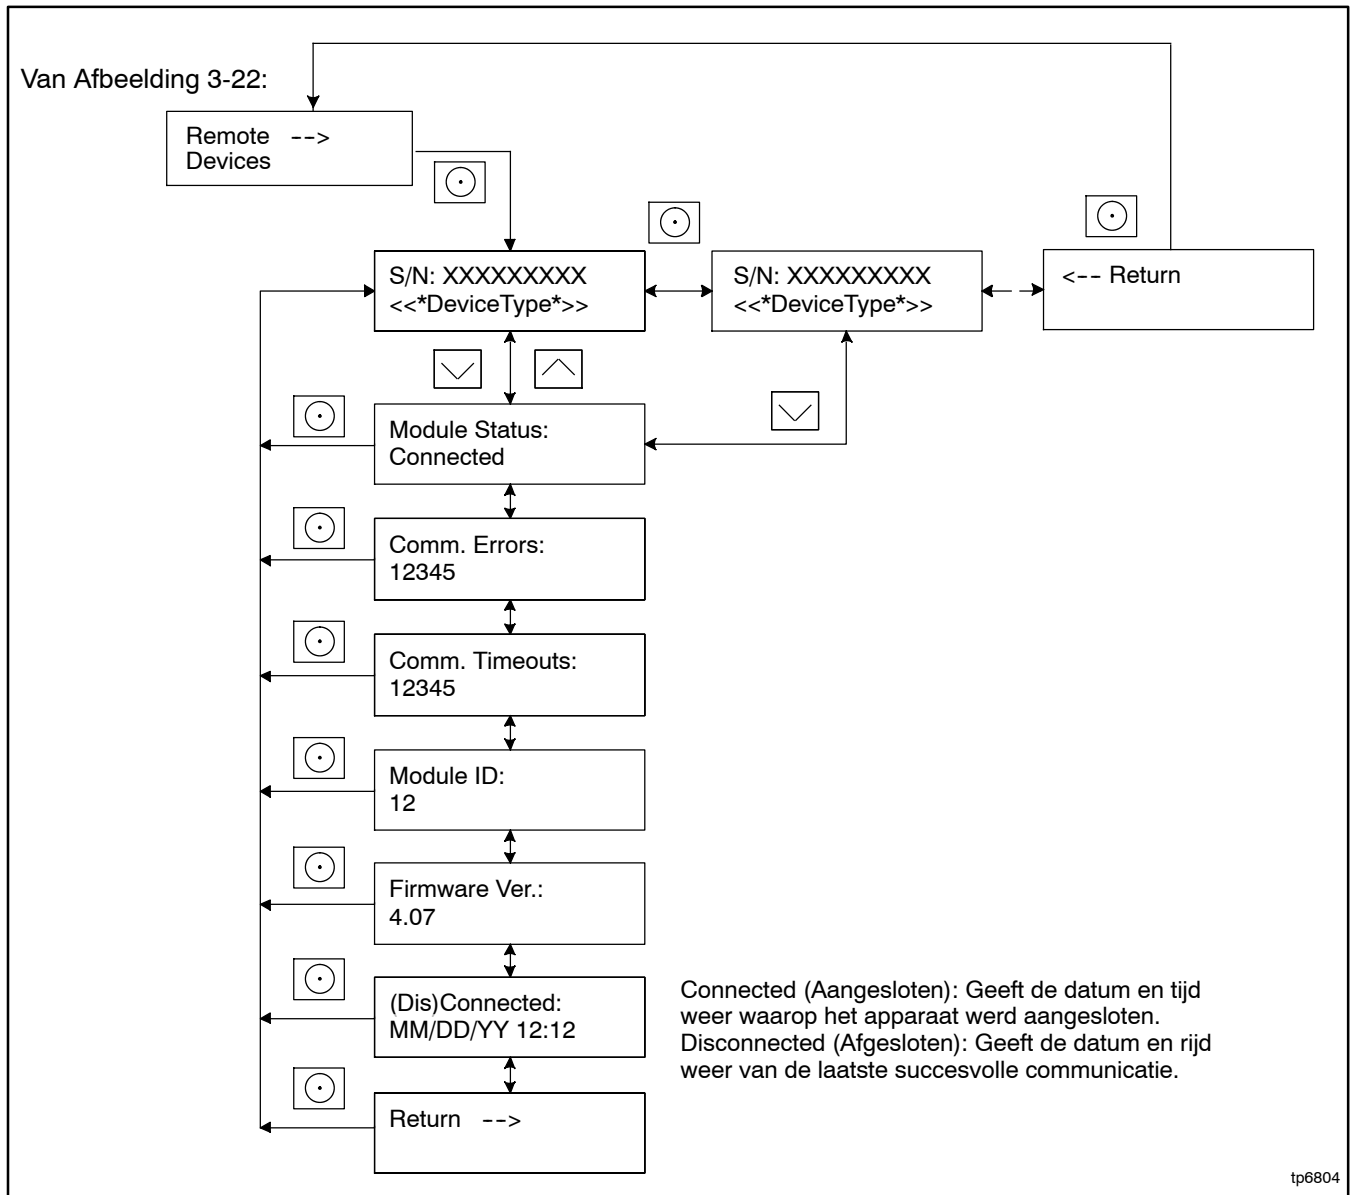 Van Afbeelding 3-22:
Remote -->
Devices
S/N: XXXXXXXXX
<<*DeviceType*>>
S/N: XXXXXXXXX
<<*DeviceType*>>
<-- Return
Module Status:
Connected
Comm. Errors:
12345
Comm. Timeouts:
12345
Module ID:
12
Firmware Ver.:
4.07
(Dis)Connected:
MM/DD/YY 12:12
Connected (Aangesloten): Geeft de datum en tijd
weer waarop het apparaat werd aangesloten.
Disconnected (Afgesloten): Geeft de datum en rijd
weer van de laatste succesvolle communicatie.
Return -->
tp6804